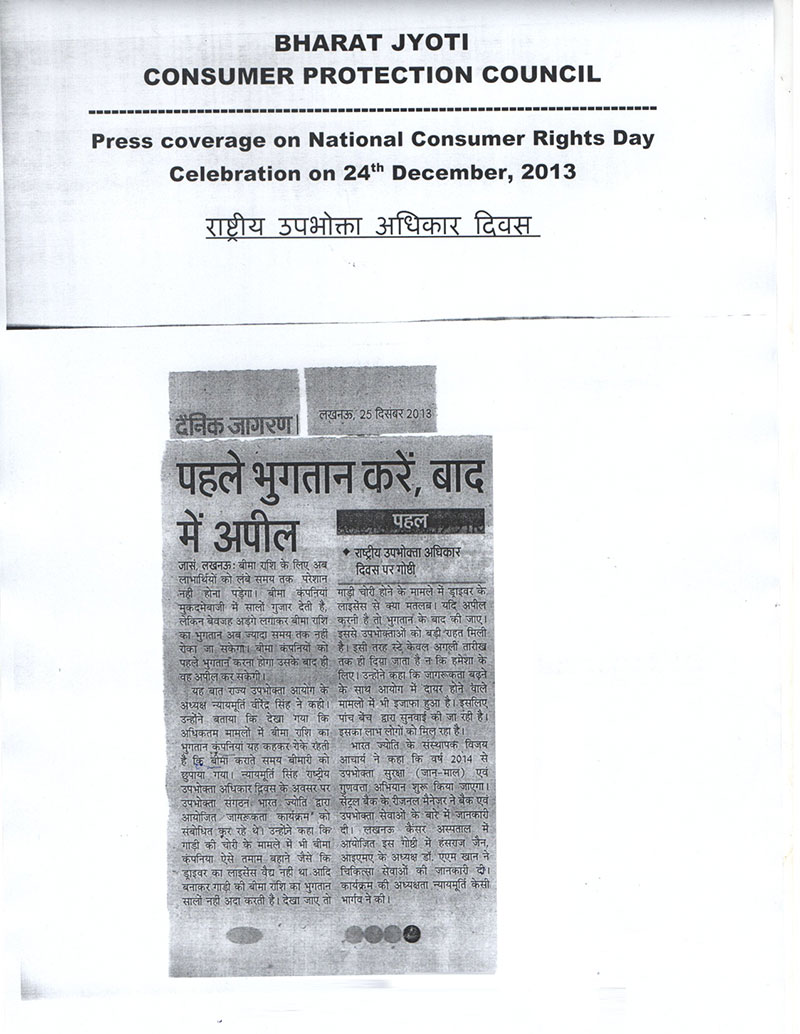 BHARAT JYOTI
CONSUMER PROTECTION COUNCIL
Press coverage on National Consumer Rights Day
Celebration on 24th December, 2013
राष्ट्रीय उपभोक्ता अधिकार दिवस
दैनिक जागरण
लखनऊ, 25 दिसंबर 2013
पहले भुगतान करें, बाद
में अपील
जासं, लखनऊ: बीमा राशि के लिए अब
लाभार्थियों को लंबे समय तक परेशान
नहीं होना पड़ेगा। बीमा कंपनियां
मुकदमेबाजी में सालों गुजार देती है,
लेकिन बेवजह अड़ंगे लगाकर बीमा राशि
का भुगतान अब ज्यादा समय तक नहीं
रोका जा सकेगा। बीमा कंपनियों को
पहले भुगतान करना होगा उसके बाद ही
वह अपील कर सकेंगी।
यह बात राज्य उपभोक्ता आयोग के
अध्यक्ष न्यायमूर्ति वीरेंद्र सिंह ने कही।
उन्होंने बताया कि देखा गया कि
अधिकतम मामलों में बीमा राशि का
भुगतान कंपनियां यह कहकर रोके रहती
है कि बीमा कराते समय बीमारी को
छुपाया गया। न्यायमूर्ति सिंह राष्ट्रीय
उपभोक्ता अधिकार दिवस के अवसर पर
उपभोक्ता संगठन भारत ज्योति द्वारा
आयोजित 'जागरूकता कार्यक्रम' को
संबोधित कर रहे थे। उन्होंने कहा कि
गाड़ी की चोरी के मामले में भी बीमा
कंपनियां ऐसे तमाम बहाने जैसे कि
ड्राइवर का लाइसेंस वैद्य नहीं था आदि
बनाकर गाड़ी की बीमा राशि का भुगतान
सालों नहीं अदा करती है। देखा जाए तो
पहल
♦ राष्ट्रीय उपभोक्ता अधिकार
दिवस पर गोष्ठी
गाड़ी चोरी होने के मामले में ड्राइवर के
लाइसेंस से क्या मतलब। यदि अपील
करनी है तो भुगतान के बाद की जाए।
इससे उपभोक्ताओं को बड़ी राहत मिली
है। इसी तरह स्टे केवल अगली तारीख
तक ही दिया जाता है न कि हमेशा के
लिए। उन्होंने कहा कि जागरूकता बढ़ने
के साथ आयोग में दायर होने वाले
मामलों में भी इजाफा हुआ है। इसलिए
पांच बेंच द्वारा सुनवाई की जा रही है।
इसका लाभ लोगों को मिल रहा है।
भारत ज्योति के संस्थापक विजय
आचार्य ने कहा कि वर्ष 2014 से
उपभोक्ता सुरक्षा (जान-माल) एवं
गुणवत्ता अभियान शुरू किया जाएगा।
सेंट्रल बैंक के रीजनल मैनेजर ने बैंक एवं
उपभोक्ता सेवाओं के बारे में जानकारी
दी। लखनऊ कैंसर अस्पताल में
आयोजित इस गोष्ठी में हंसराज जैन,
आइएमए के अध्यक्ष डॉ. एएम खान ने
चिकित्सा सेवाओं की जानकारी दी।
कार्यक्रम की अध्यक्षता न्यायमूर्ति केसी
भार्गव ने की।